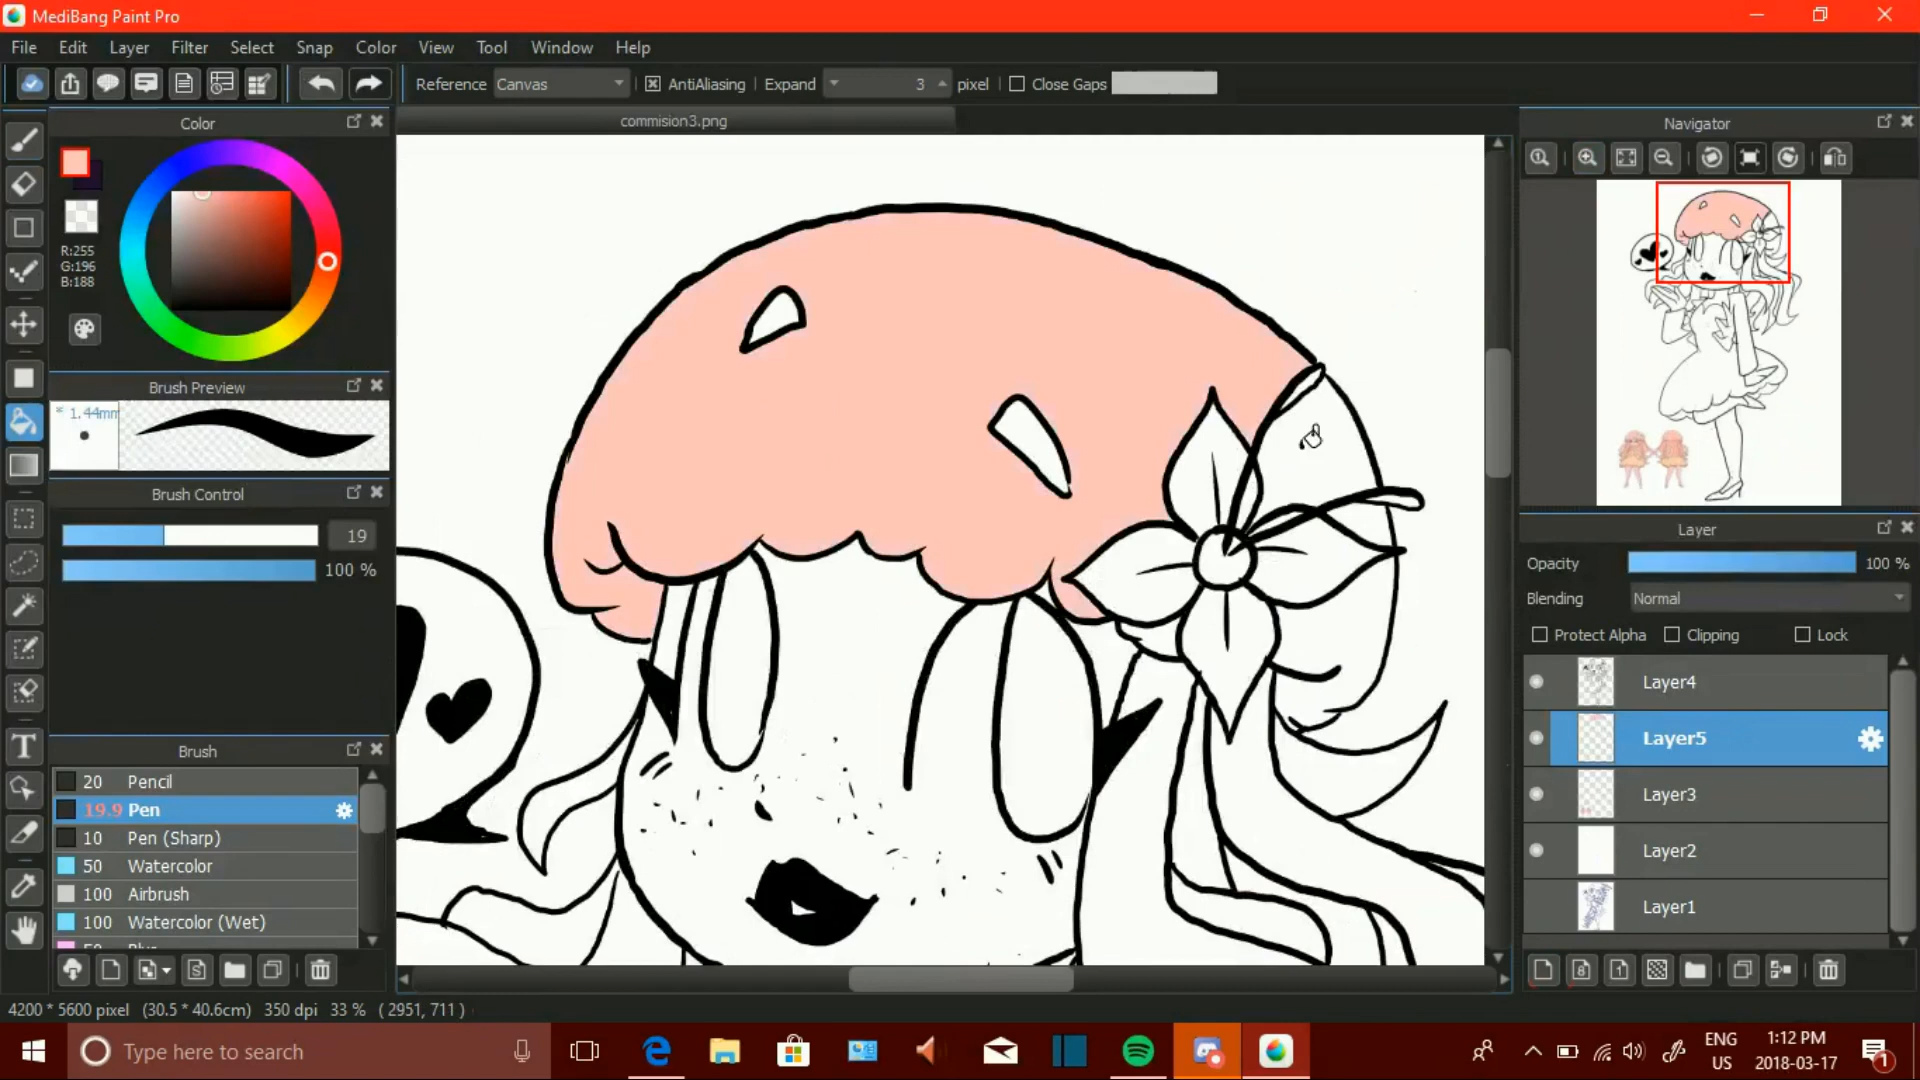 MediBang Paint Pro
File Edit Layer Filter Select Snap Color View Tool Window Help
Reference Canvas AntiAliasing Expand 3 pixel Close Gaps
Color
commision3.png
Navigator
R:255
G:196
B:188
Brush Preview
* 1.44mm
Brush Control
19
100 %
Layer
Opacity 100 %
Blending Normal
Protect Alpha Clipping Lock
Layer4
Layer5
Layer3
Layer2
Layer1
Brush
20 Pencil
19.9 Pen
10 Pen (Sharp)
50 Watercolor
100 Airbrush
100 Watercolor (Wet)
4200 * 5600 pixel (30.5 * 40.6cm) 350 dpi 33 % ( 2951, 711 )
Type here to search
ENG
US
1:12 PM
2018-03-17
1